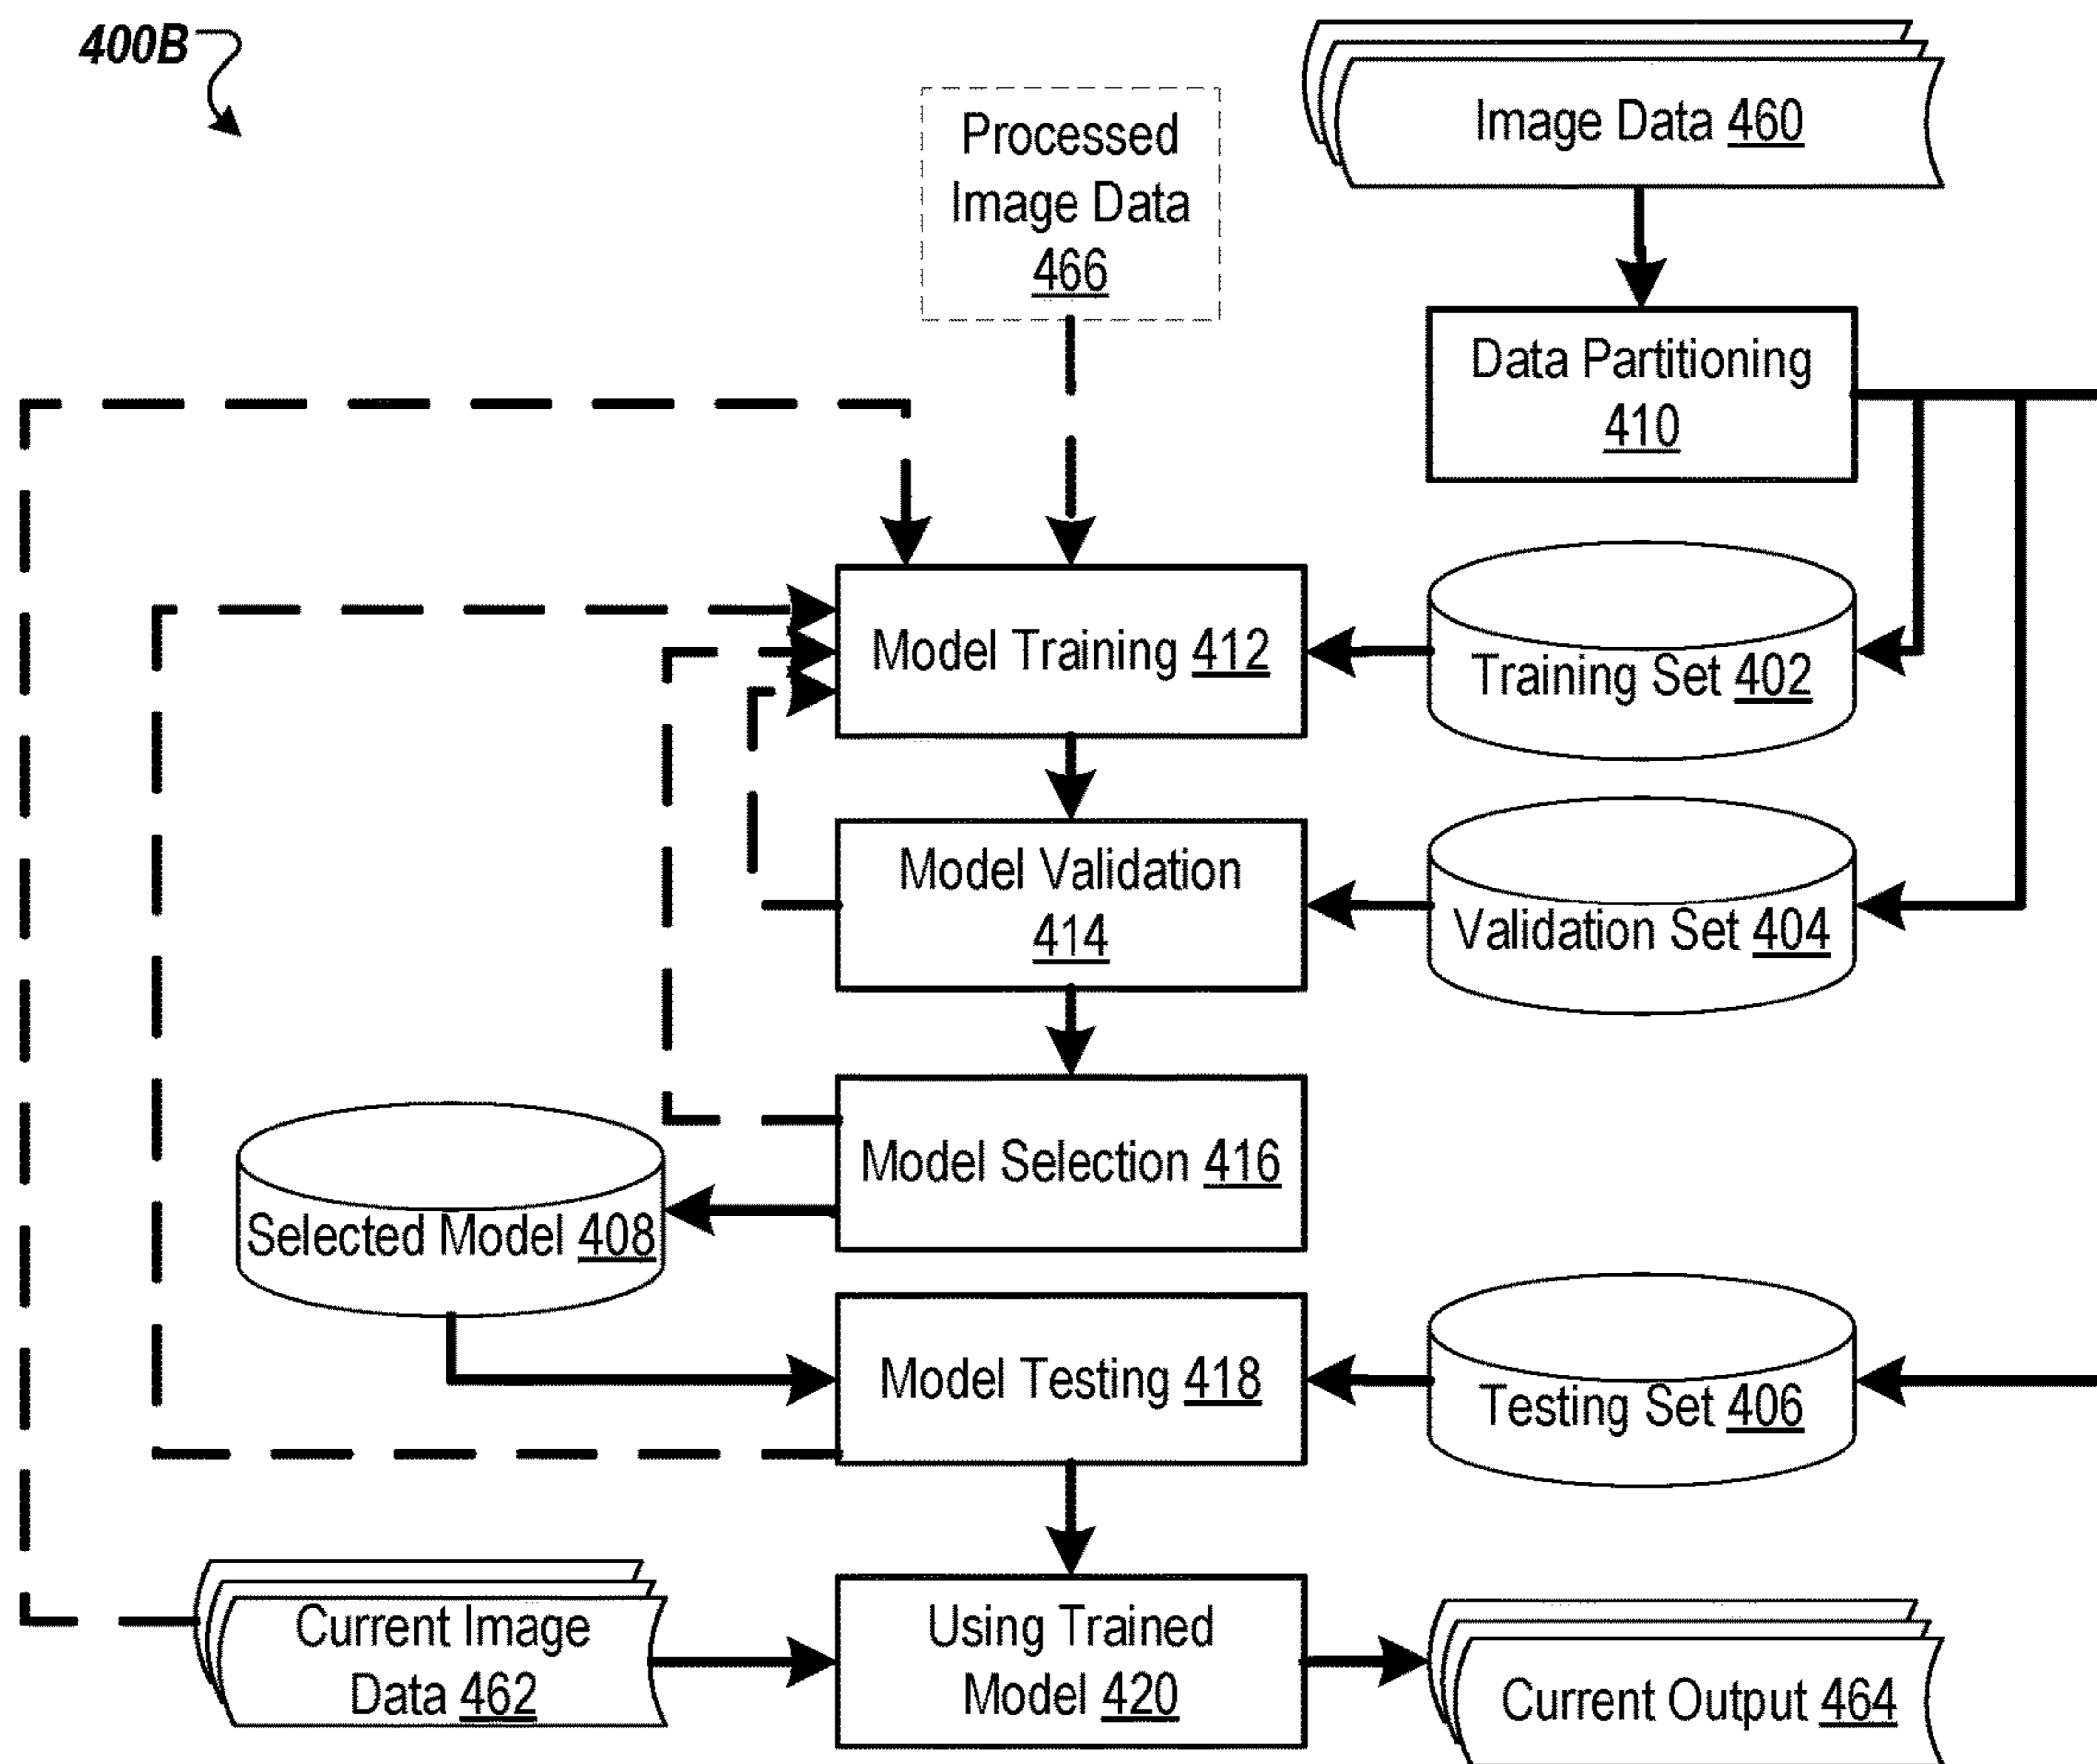 400B
Image Data 460
Processed
Image Data
466
Data Partitioning
410
Model Training 412
Training Set 402
Model Validation
414
Validation Set 404
Model Selection 416
Selected Model 408
Model Testing 418
Testing Set 406
Current Image
Data 462
Using Trained
Model 420
Current Output 464